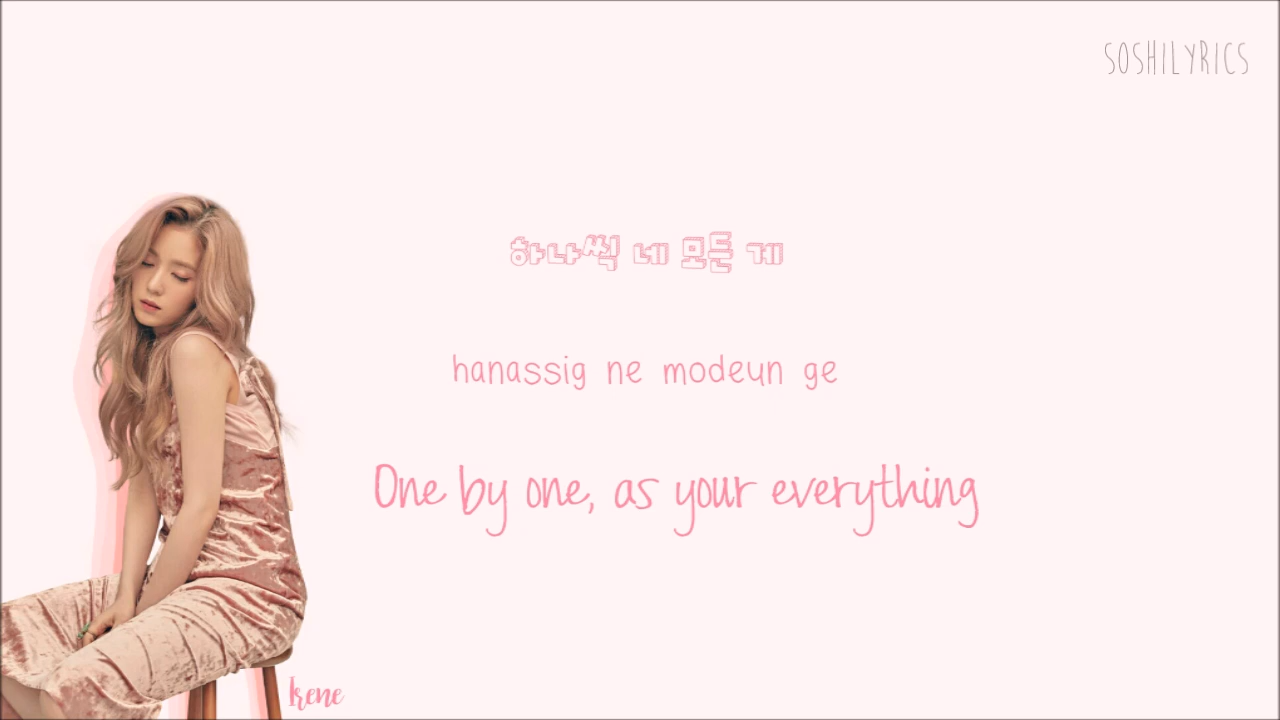 SOSHILYRICS
하나씩 네 모든 게
hanassig ne modeun ge
One by one, as your everything
Irene